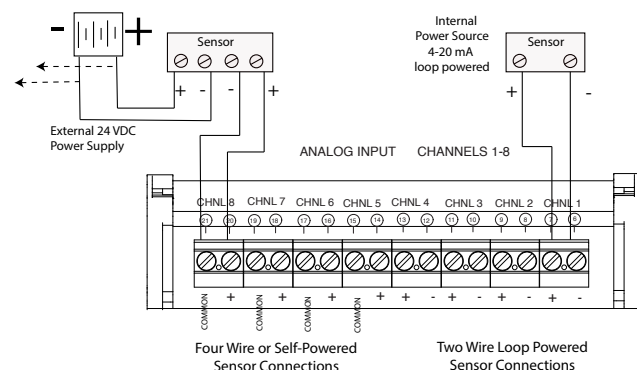 - +
Sensor
+ - - +
External 24 VDC
Power Supply
Internal
Power Source
4-20 mA
loop powered
Sensor
+ -
ANALOG INPUT CHANNELS 1-8
CHNL 8 CHNL 7 CHNL 6 CHNL 5 CHNL 4 CHNL 3 CHNL 2 CHNL 1
21 20 19 18 17 16 15 14 13 12 11 10 9 8 7 6
COMMON + COMMON + COMMON + COMMON + + - + - + - + -
Four Wire or Self-Powered
Sensor Connections
Two Wire Loop Powered
Sensor Connections